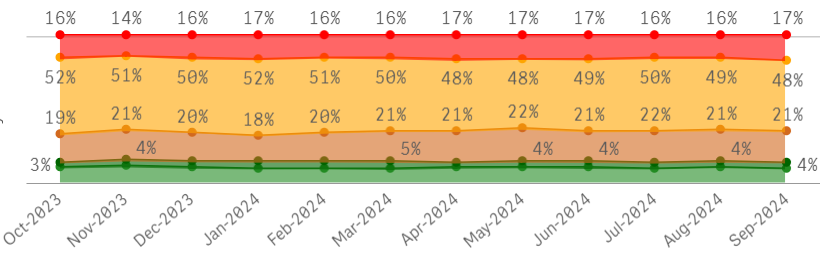 16% 14% 16% 17% 16% 16% 17% 17% 17% 16% 16% 17%
52% 51% 50% 52% 51% 50% 48% 48% 49% 50% 49% 48%
19% 21% 20% 18% 20% 21% 21% 22% 21% 22% 21% 21%
4% 5% 4% 4% 4%
3% 4%
Oct-2023 Nov-2023 Dec-2023 Jan-2024 Feb-2024 Mar-2024 Apr-2024 May-2024 Jun-2024 Jul-2024 Aug-2024 Sep-2024